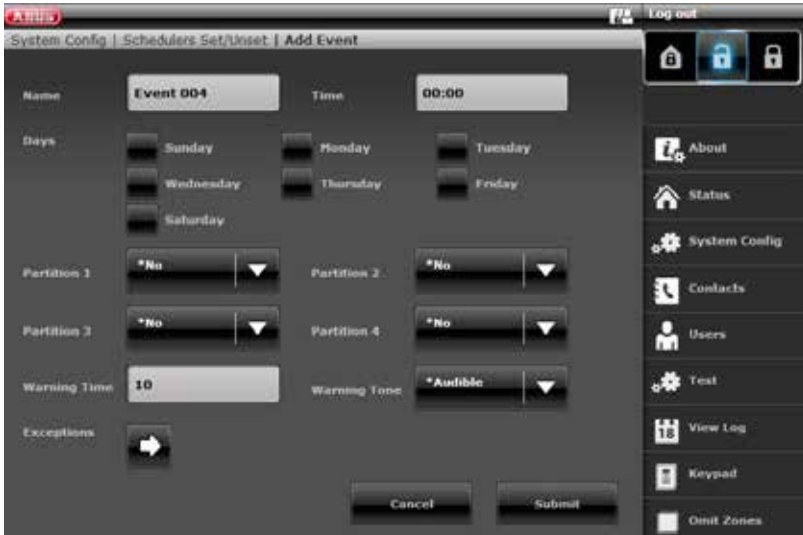 ABUS
Log out
System Config | Schedulers Set/Unset | Add Event
Name Event 004 Time 00:00
Days Sunday Monday Tuesday
Wednesday Thursday Friday
Saturday
Partition 1 *No Partition 2 *No
Partition 3 *No Partition 4 *No
Warning Time 10 Warning Tone *Audible
Exceptions
Cancel Submit
About
Status
System Config
Contacts
Users
Test
18 View Log
Keypad
Omit Zones